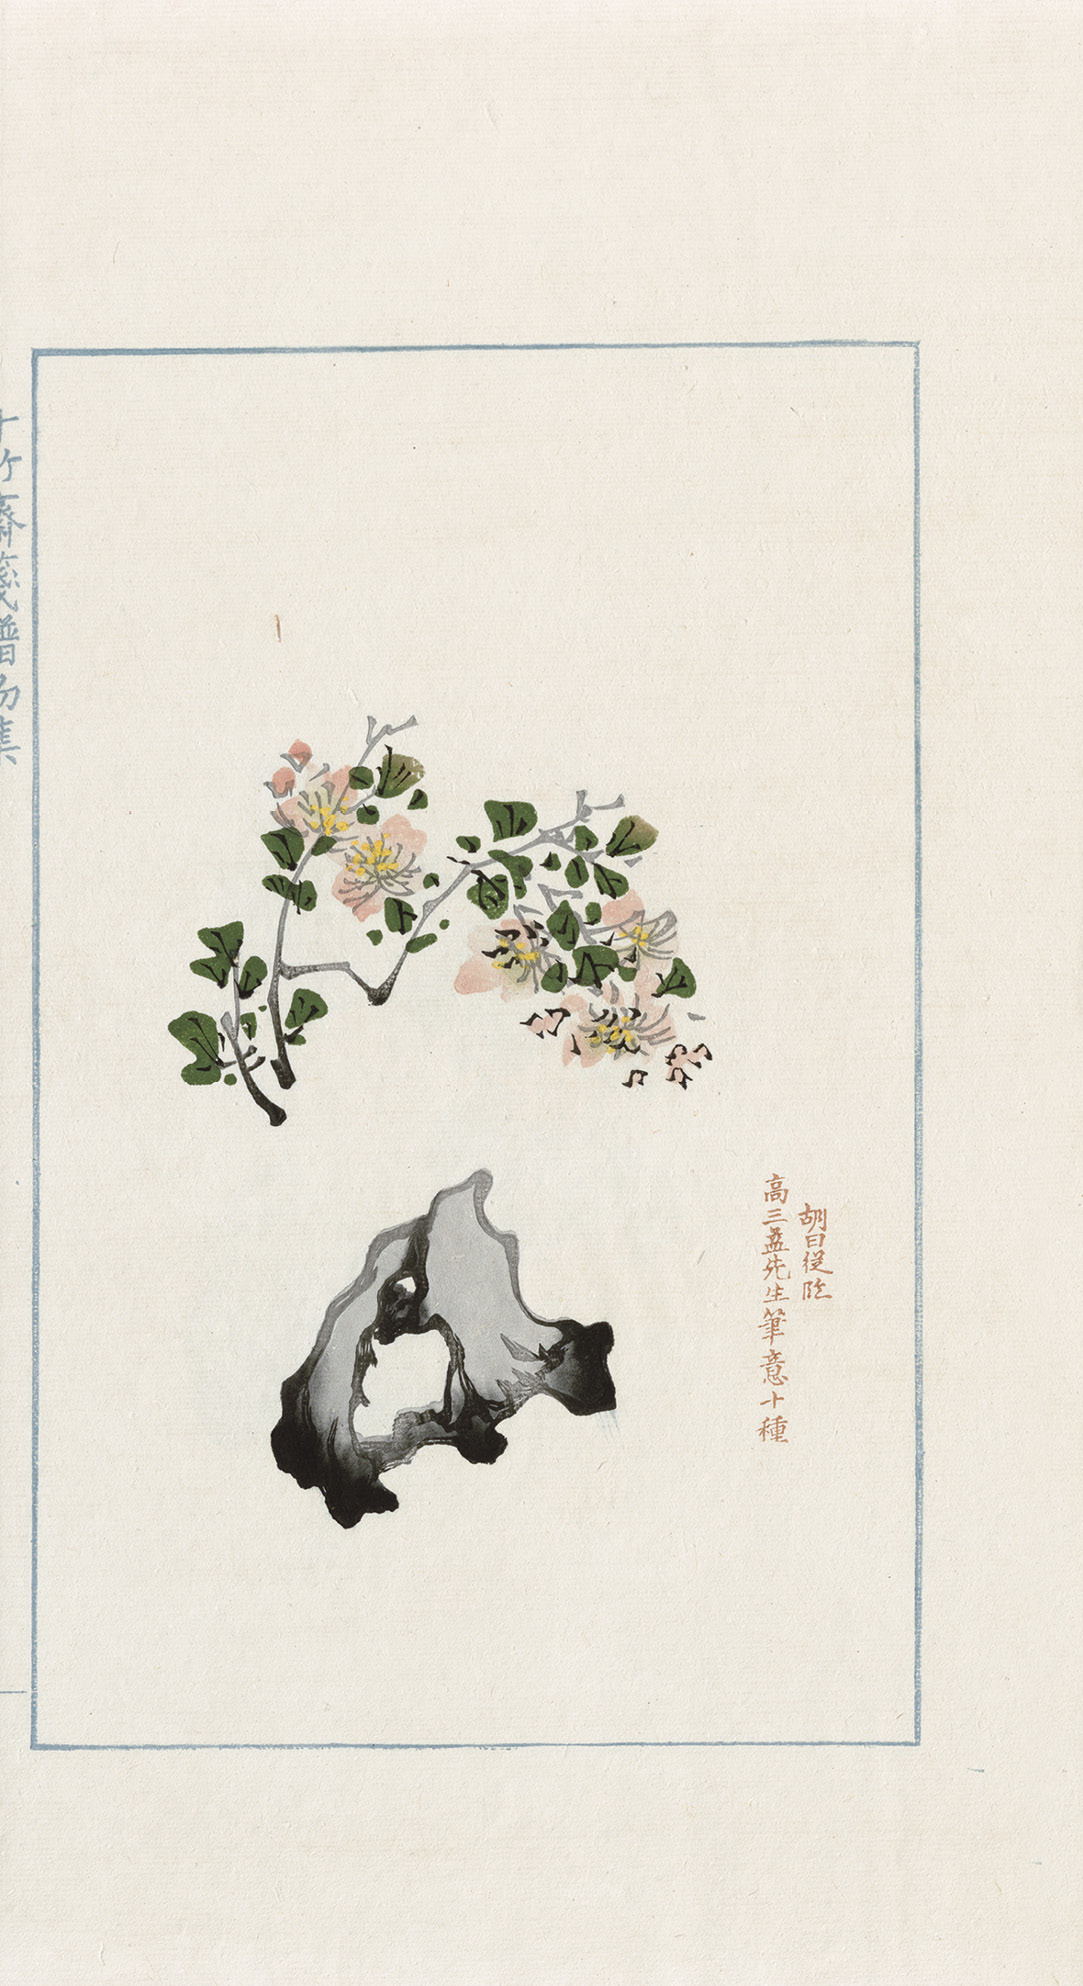 胡曰從臨
高三益先生筆意十種
十竹齋箋譜初集